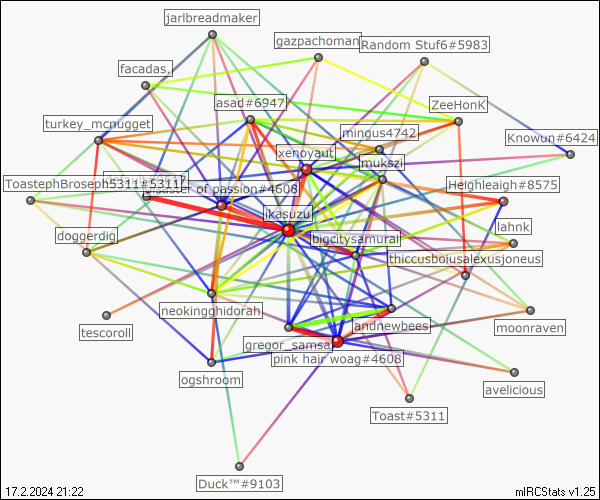 jarlbreadmaker
gazpachoman
Random Stuf6#5983
facadas.
asad#6947
ZeeHonK
turkey_mcnugget
mingus4742
Knowun#6424
xenoyaut
mukszi
ToastephBroseph5311#5311
of passion#4608
Heighleaigh#8575
ikasuzu
lahnk
doggerdig
bigcitysamurai
thiccusboiusalexusjoneus
neokingghidorah
moonraven
tescoroll
andnewbees
gregor_samsa
pink hair woag#4608
ogshroom
avelicious
Toast#5311
Duck™#9103
17.2.2024 21:22
mIRCStats v1.25